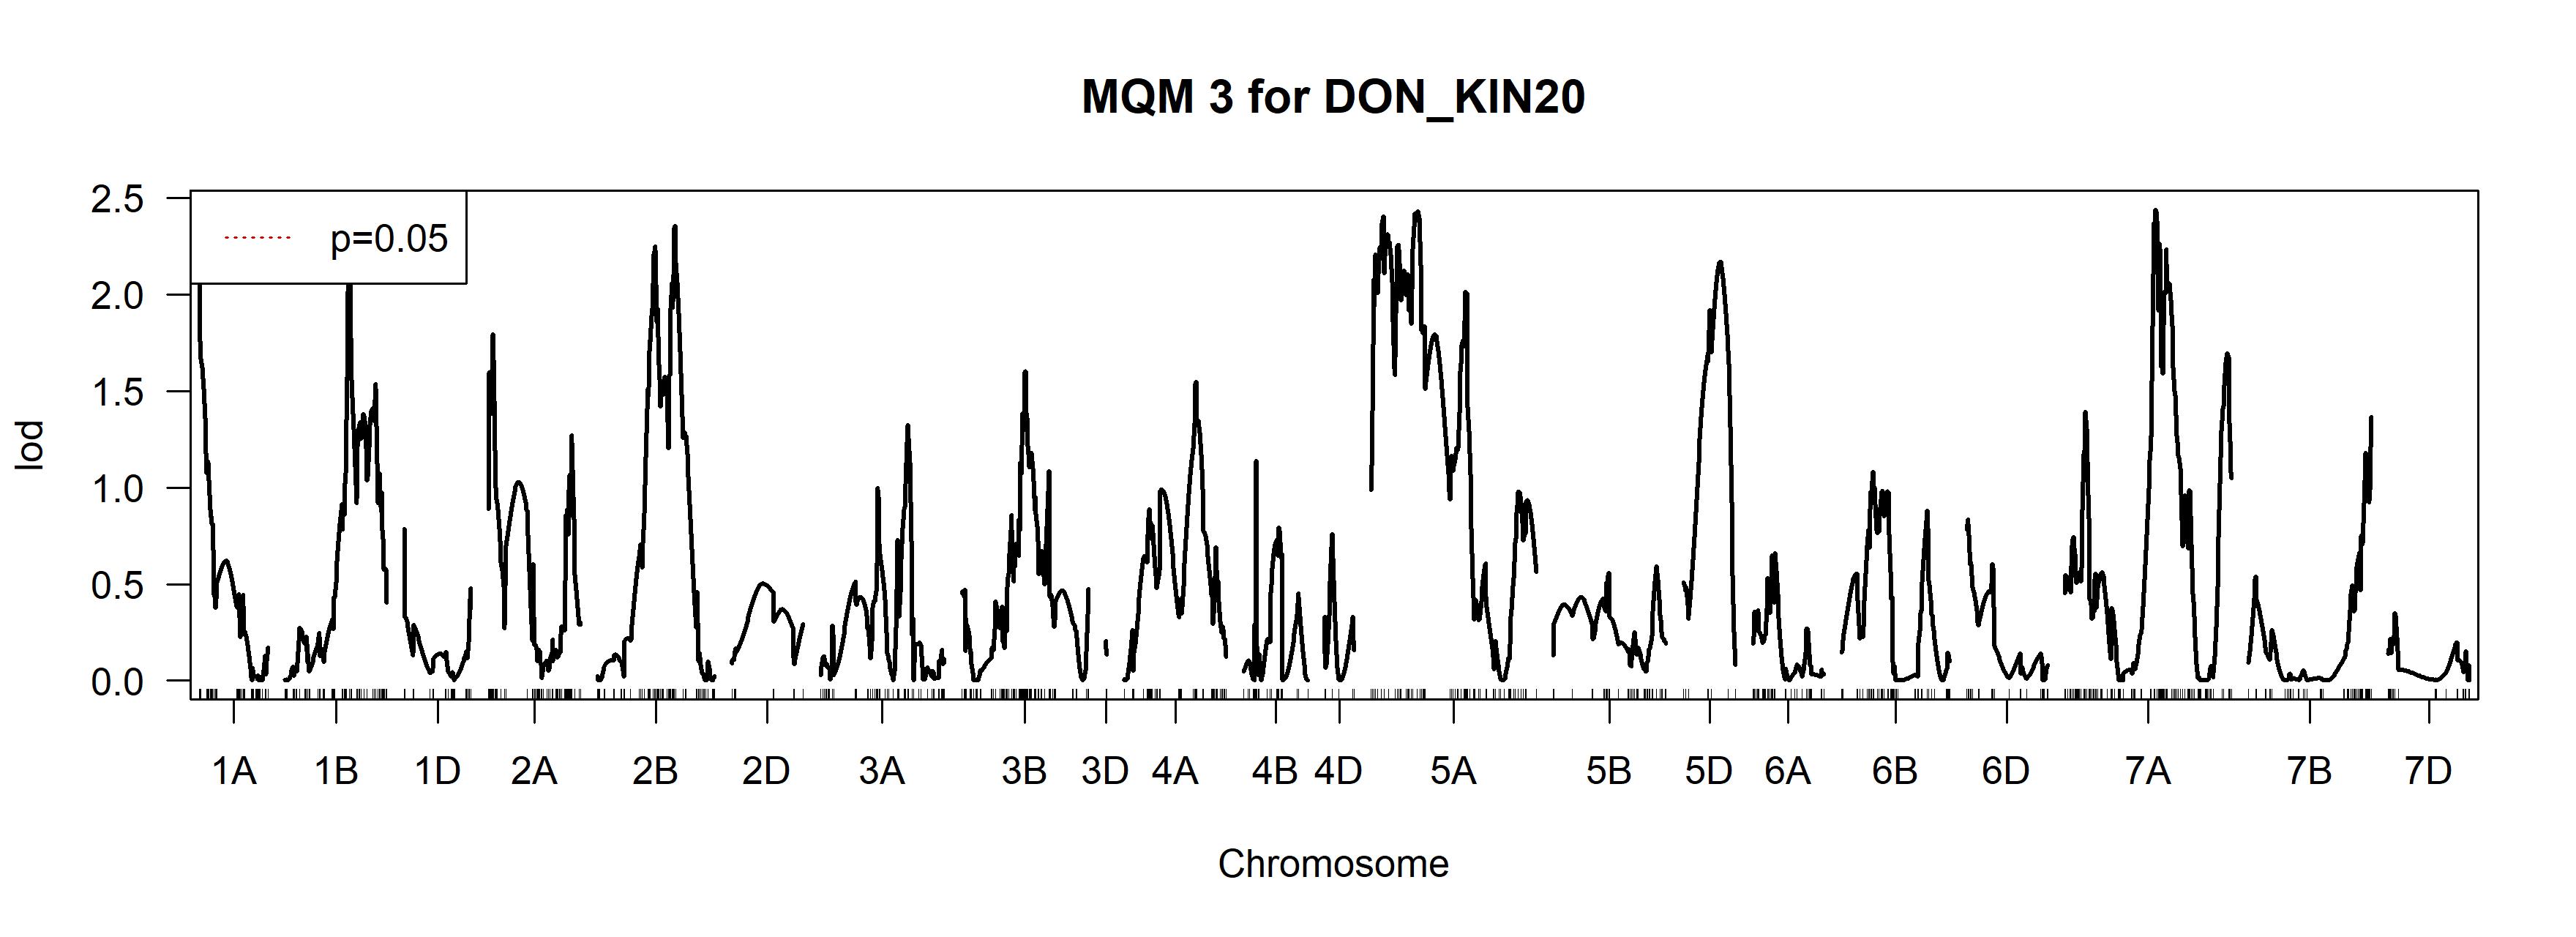 MQM 3 for DON_KIN20
p=0.05
2.5
2.0
1.5
1.0
0.5
0.0
lod
1A 1B 1D 2A 2B 2D 3A 3B 3D 4A 4B 4D 5A 5B 5D 6A 6B 6D 7A 7B 7D
Chromosome